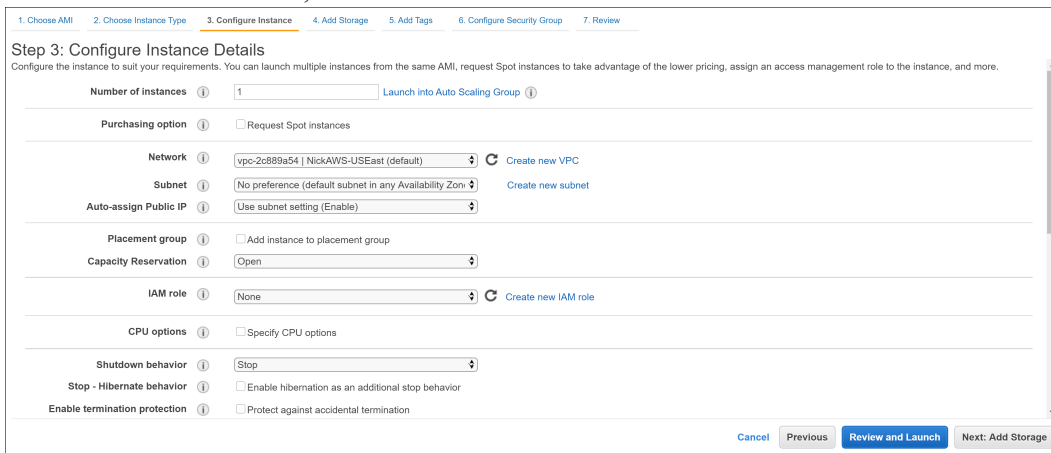 1. Choose AMI 2. Choose Instance Type 3. Configure Instance 4. Add Storage 5. Add Tags 6. Configure Security Group 7. Review
Step 3: Configure Instance Details
Configure the instance to suit your requirements. You can launch multiple instances from the same AMI, request Spot instances to take advantage of the lower pricing, assign an access management role to the instance, and more.
Number of instances i 1 Launch into Auto Scaling Group i
Purchasing option i Request Spot instances
Network i vpc-2c889a54 | NickAWS-USEast (default) Create new VPC
Subnet i No preference (default subnet in any Availability Zon Create new subnet
Auto-assign Public IP i Use subnet setting (Enable)
Placement group i Add instance to placement group
Capacity Reservation i Open
IAM role i None Create new IAM role
CPU options i Specify CPU options
Shutdown behavior i Stop
Stop - Hibernate behavior i Enable hibernation as an additional stop behavior
Enable termination protection i Protect against accidental termination
Cancel Previous Review and Launch Next: Add Storage